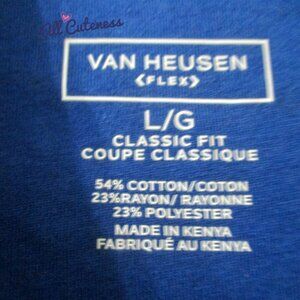 All Cuteness
VAN HEUSEN
<FLEX>
L/G
CLASSIC FIT
COUPE CLASSIQUE
54% COTTON/COTON
23%RAYON/ RAYONNE
23% POLYESTER
MADE IN KENYA
FABRIQUÉ AU KENYA